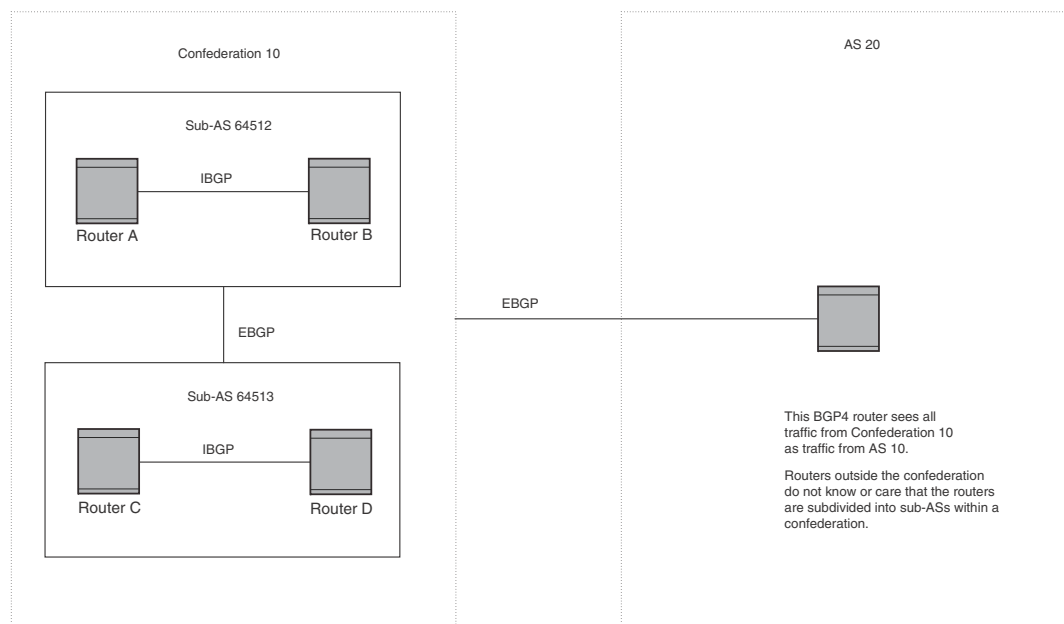 Confederation 10
AS 20
Sub-AS 64512
IBGP
Router A
Router B
EBGP
EBGP
Sub-AS 64513
IBGP
Router C
Router D
This BGP4 router sees all
traffic from Confederation 10
as traffic from AS 10.
Routers outside the confederation
do not know or care that the routers
are subdivided into sub-ASs within a
confederation.